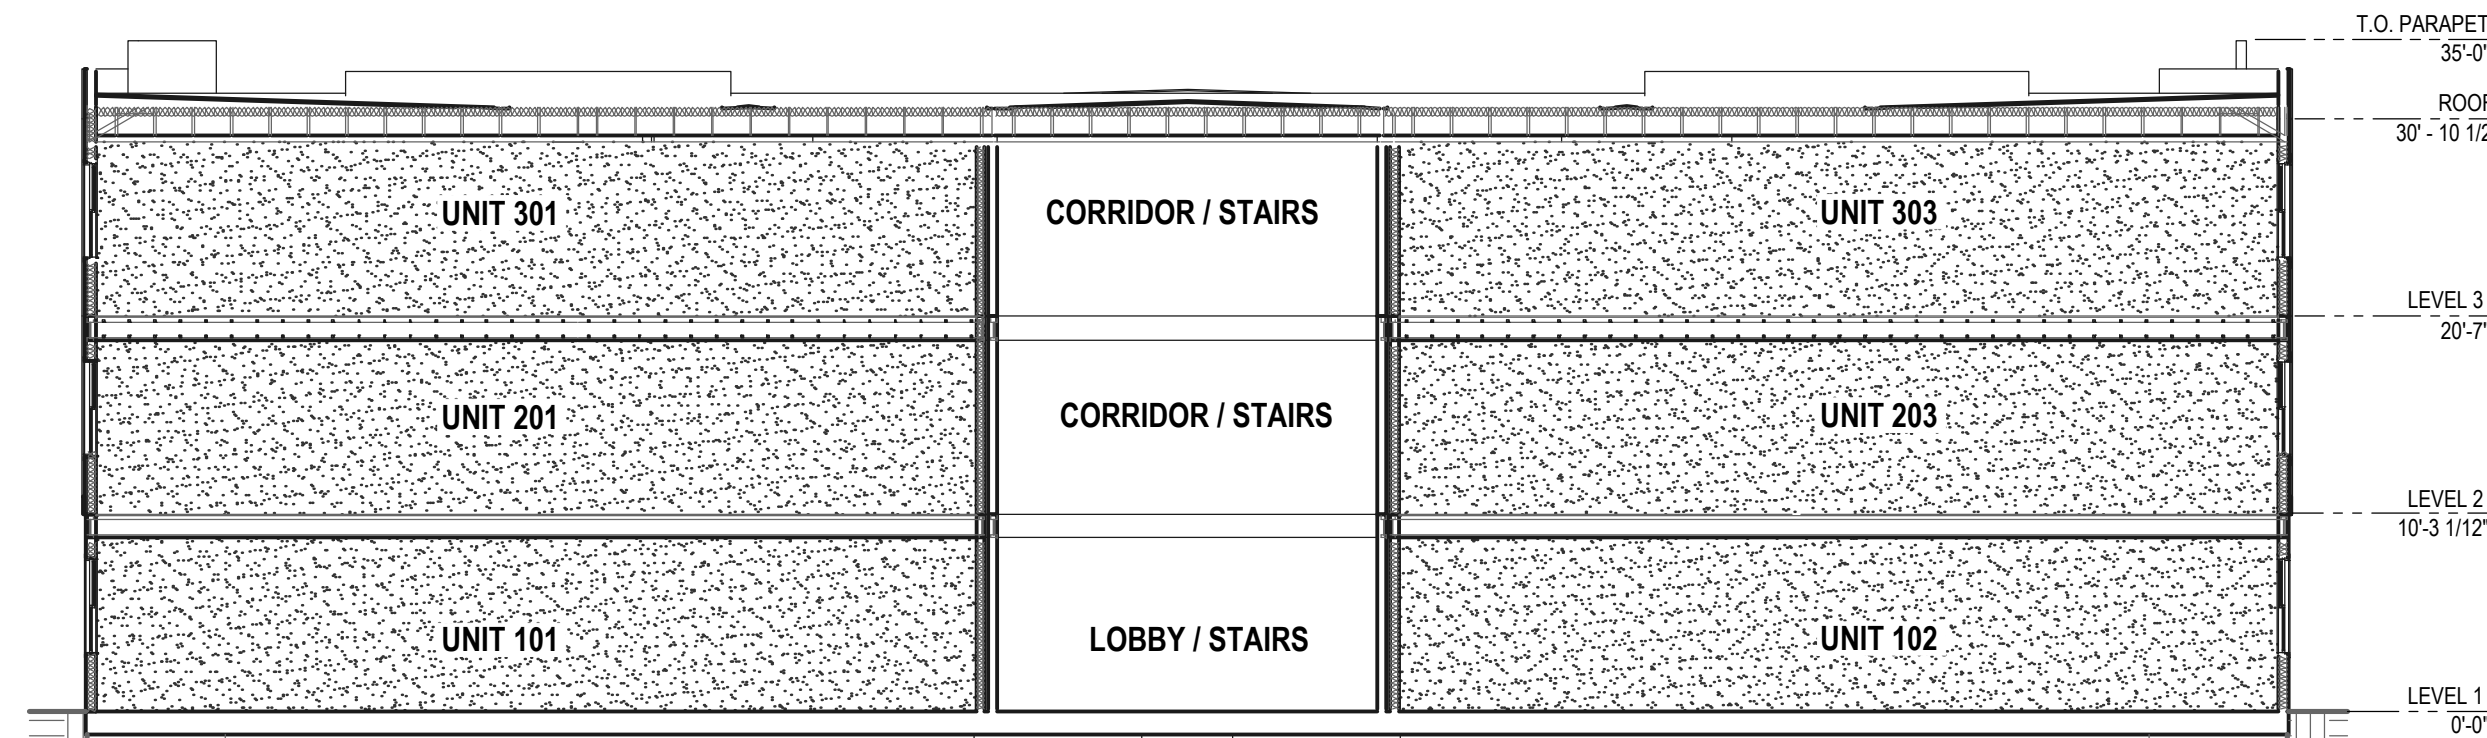 T.O. PARAPET
35'-0"
ROOF
30' - 10 1/2
UNIT 301
CORRIDOR / STAIRS
UNIT 303
LEVEL 3
20'-7"
UNIT 201
CORRIDOR / STAIRS
UNIT 203
LEVEL 2
10'-3 1/12"
UNIT 101
LOBBY / STAIRS
UNIT 102
LEVEL 1
0'-0"